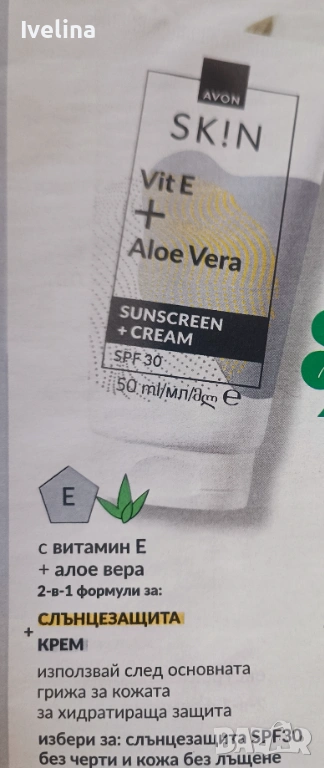 Ivelina
AVON
SK!N
Vit E
+
Aloe Vera
SUNSCREEN
+ CREAM
SPF 30
50 ml/мл/მლ e
E
с витамин Е
+ алое вера
2-в-1 формули за:
СЛЪНЦЕЗАЩИТА
+
КРЕМ
използвай след основната
грижа за кожата
за хидратираща защита
избери за: слънцезащита SPF30
без черти и кожа без лъщене